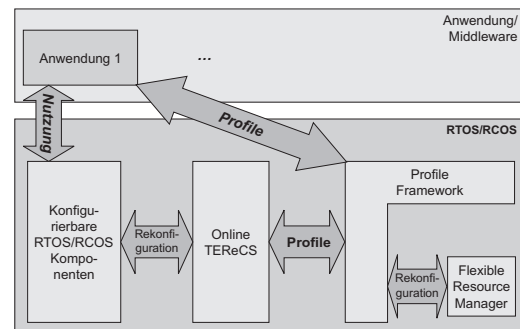 Anwendung/
Middleware
Anwendung 1
...
Nutzung
Profile
RTOS/RCOS
Profile
Framework
Konfigu-
rierbare
RTOS/RCOS
Kompo-
nenten
Rekonfi-
guration
Online
TEReCS
Profile
Rekonfi-
guration
Flexible
Resource
Manager